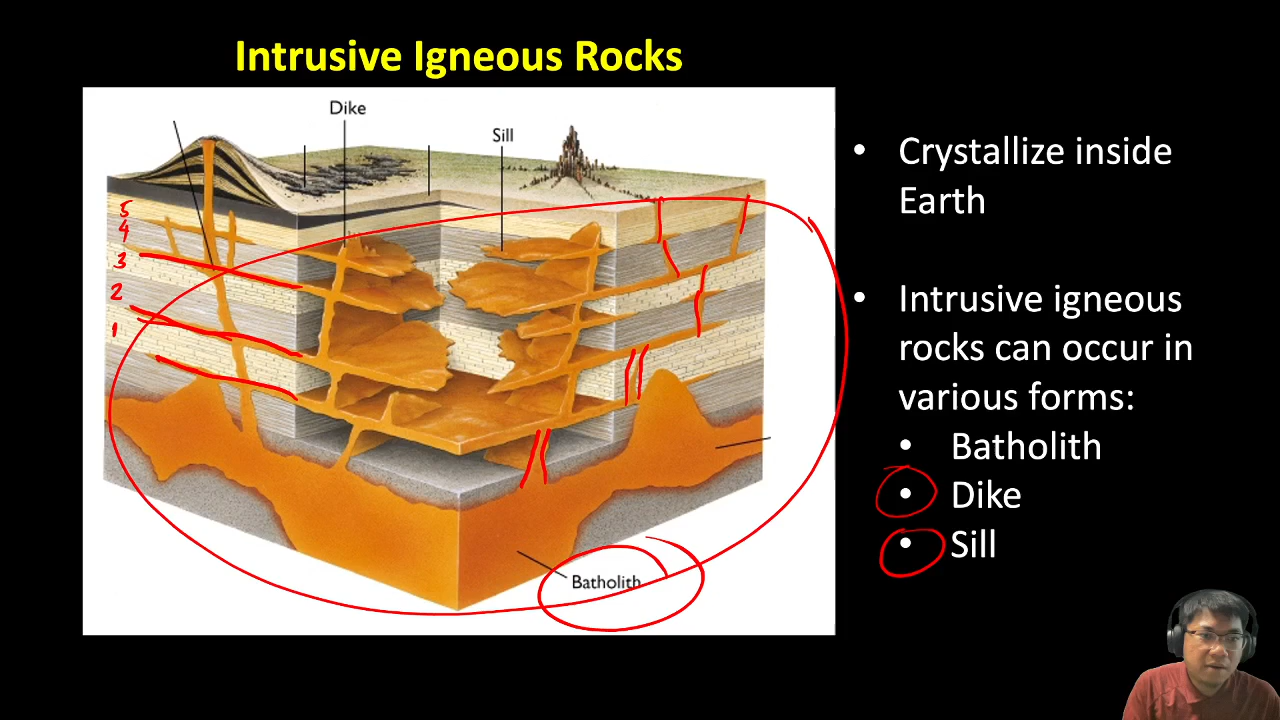 Intrusive Igneous Rocks
Dike
Sill
5
4
3
2
1
Batholith
• Crystallize inside
Earth
• Intrusive igneous
rocks can occur in
various forms:
• Batholith
• Dike
• Sill